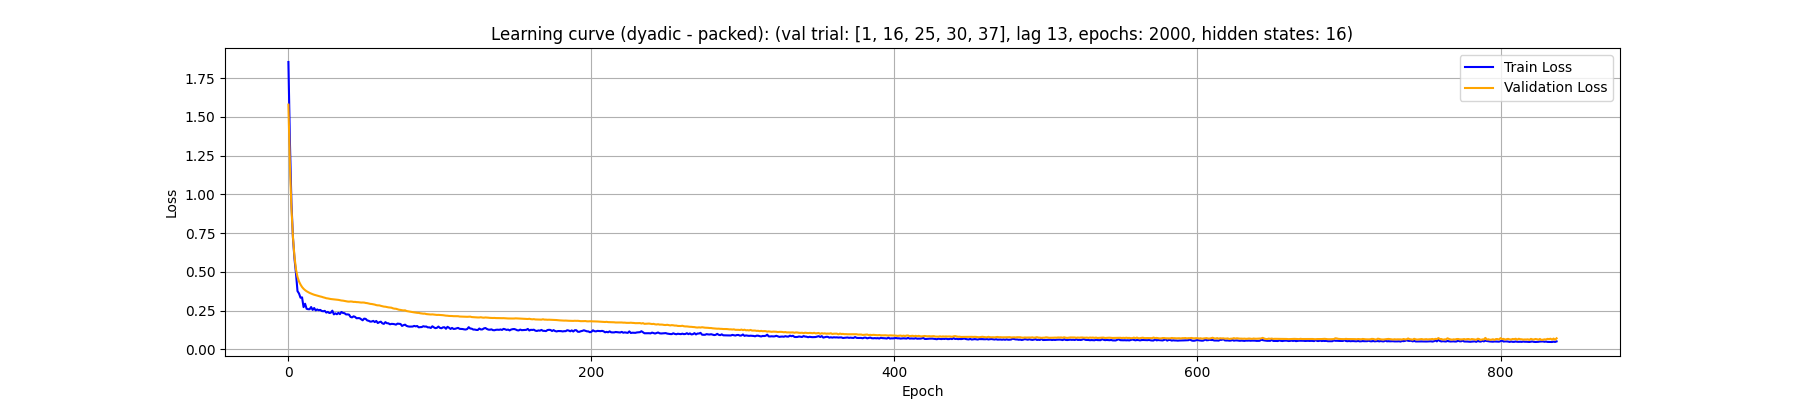 Learning curve (dyadic - packed): (val trial: [1, 16, 25, 30, 37], lag 13, epochs: 2000, hidden states: 16)
Train Loss
Validation Loss
1.75
1.50
1.25
1.00
0.75
0.50
0.25
0.00
Loss
0 200 400 600 800
Epoch